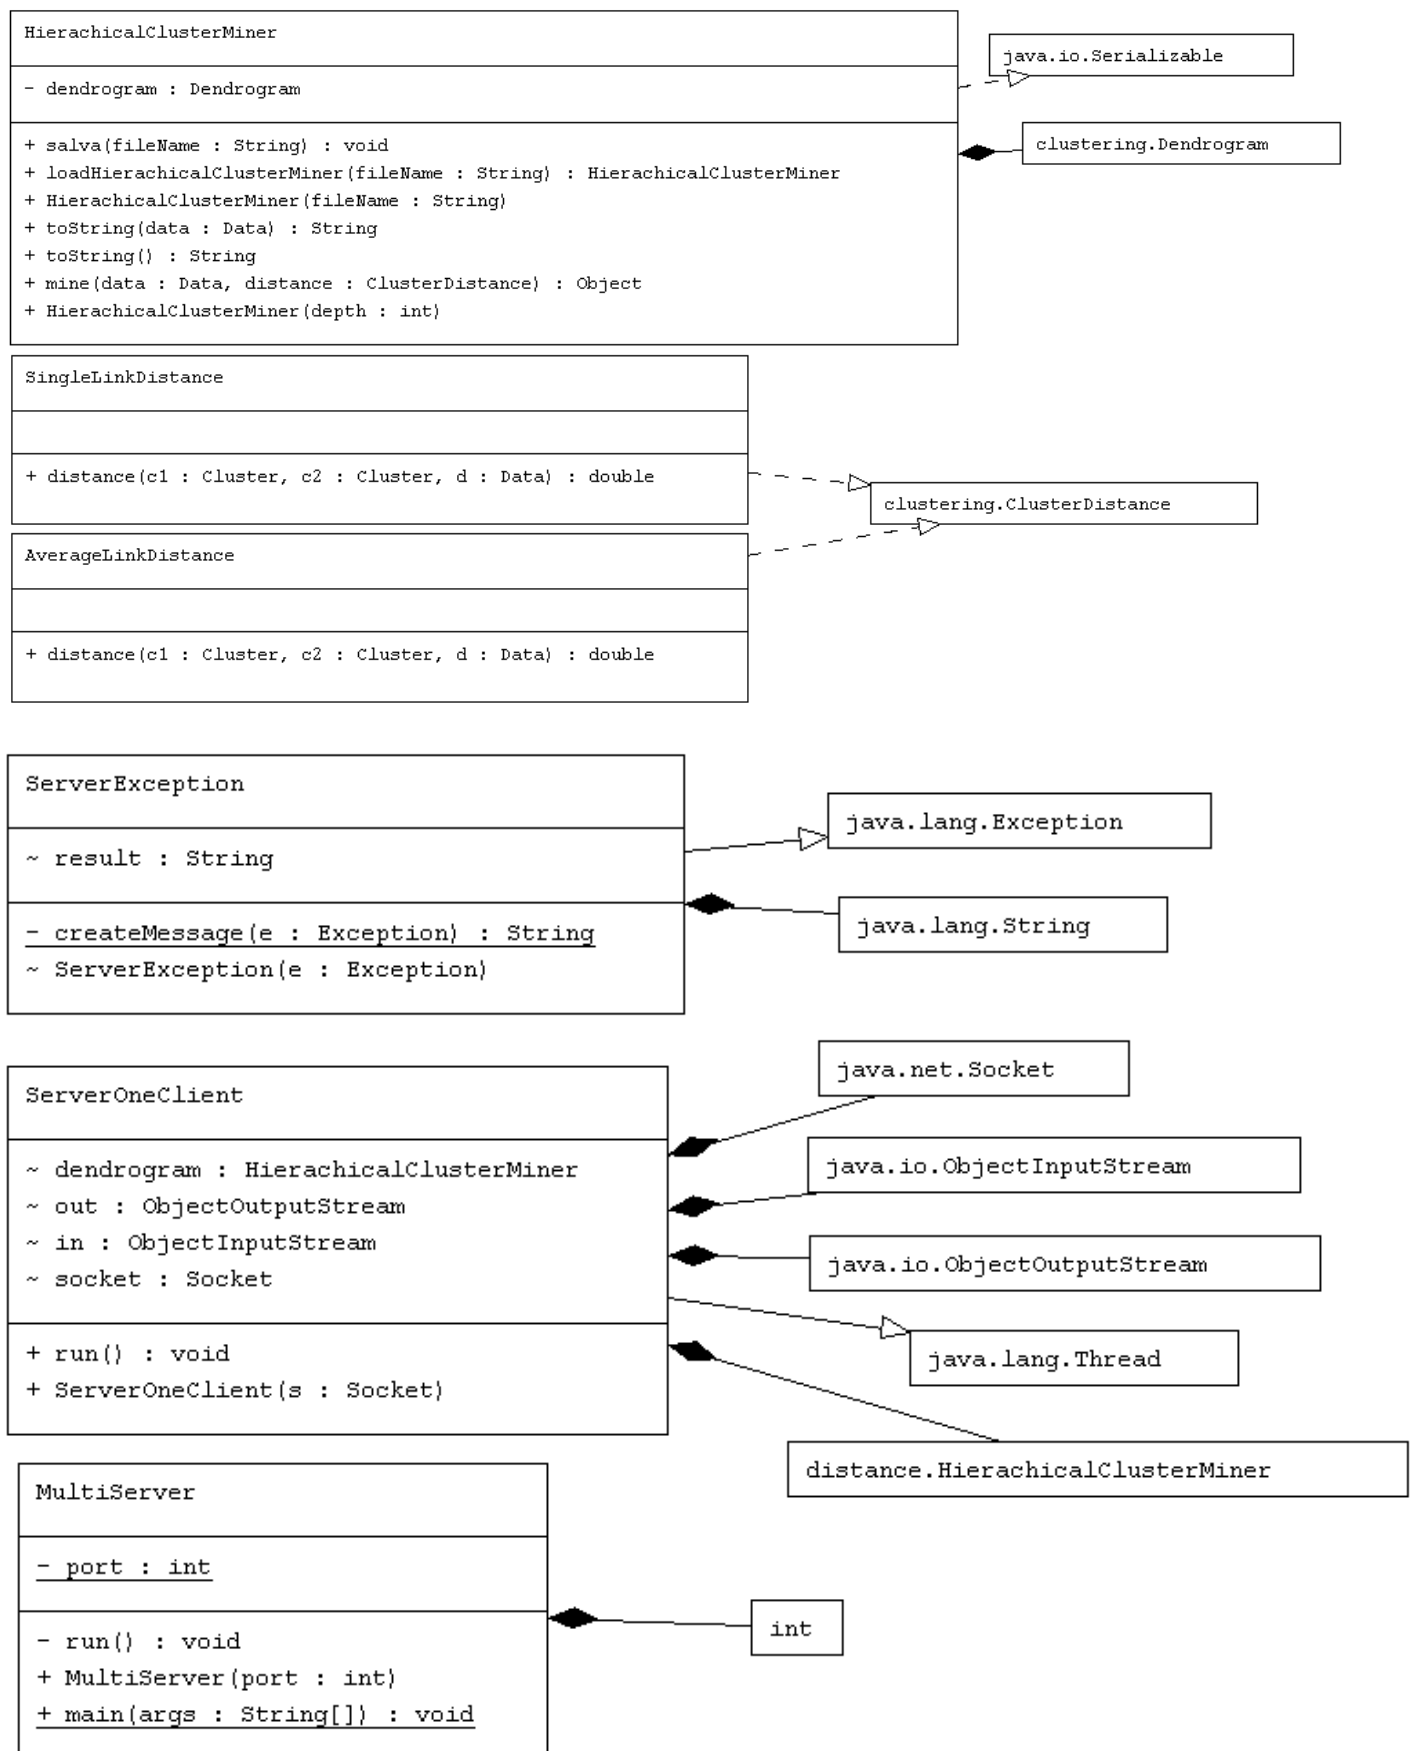 HierachicalClusterMiner
- dendrogram : Dendrogram
+ salva(fileName : String) : void
+ loadHierachicalClusterMiner(fileName : String) : HierachicalClusterMiner
+ HierachicalClusterMiner(fileName : String)
+ toString(data : Data) : String
+ toString() : String
+ mine(data : Data, distance : ClusterDistance) : Object
+ HierachicalClusterMiner(depth : int)
java.io.Serializable
clustering.Dendrogram
SingleLinkDistance
+ distance(c1 : Cluster, c2 : Cluster, d : Data) : double
clustering.ClusterDistance
AverageLinkDistance
+ distance(c1 : Cluster, c2 : Cluster, d : Data) : double
ServerException
~ result : String
- createMessage(e : Exception) : String
~ ServerException(e : Exception)
java.lang.Exception
java.lang.String
ServerOneClient
~ dendrogram : HierachicalClusterMiner
~ out : ObjectOutputStream
~ in : ObjectInputStream
~ socket : Socket
+ run() : void
+ ServerOneClient(s : Socket)
java.net.Socket
java.io.ObjectInputStream
java.io.ObjectOutputStream
java.lang.Thread
distance.HierachicalClusterMiner
MultiServer
- port : int
- run() : void
+ MultiServer(port : int)
+ main(args : String[]) : void
int